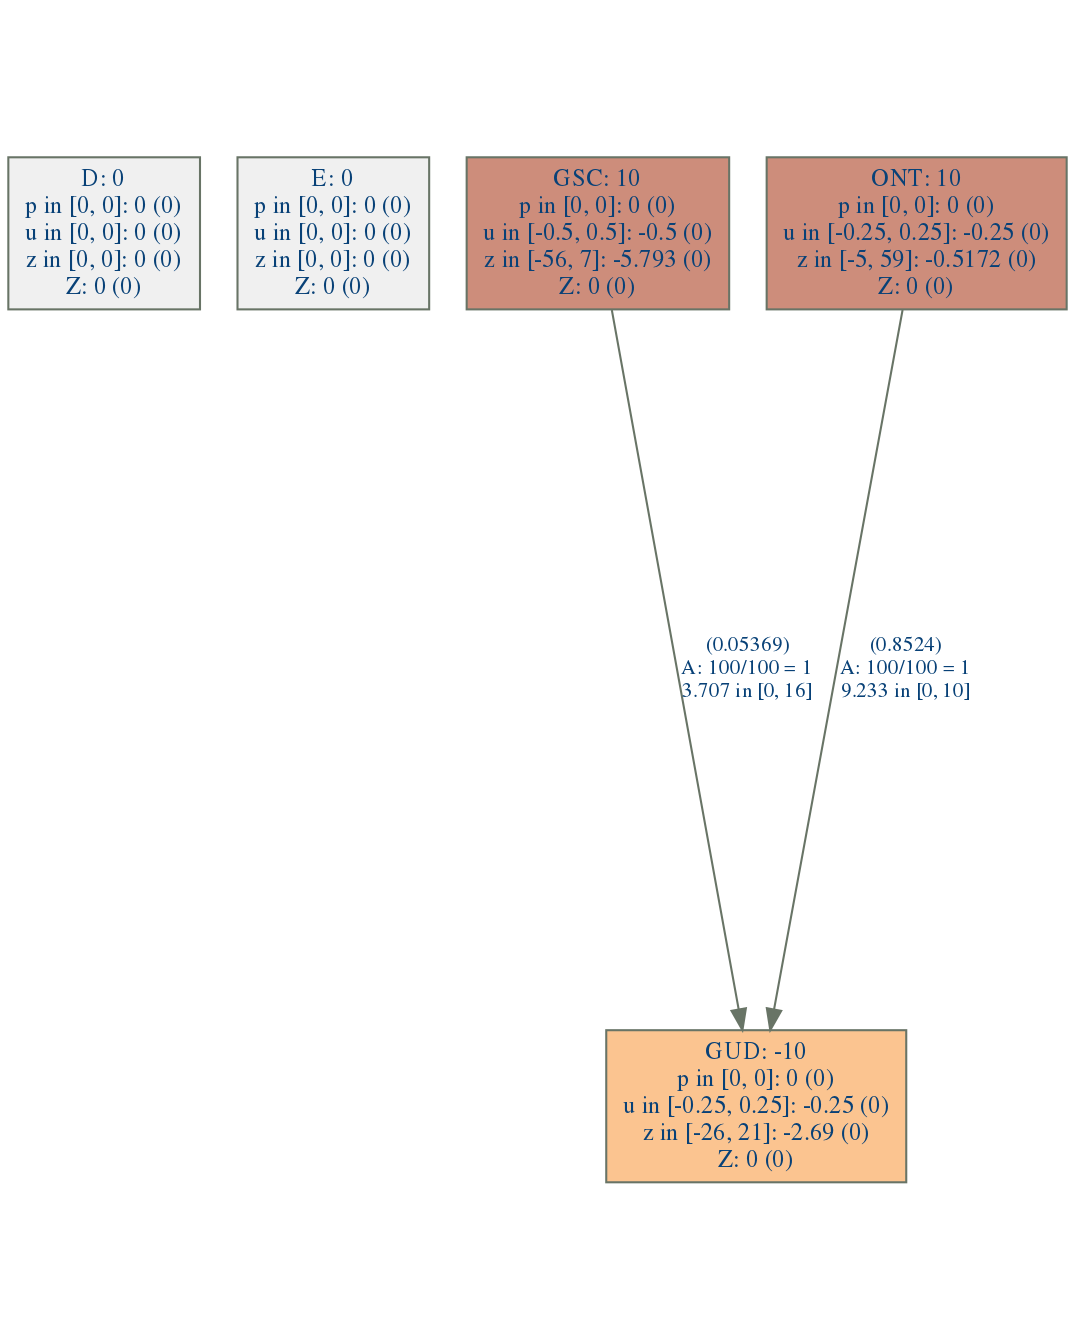 D: 0
p in [0, 0]: 0 (0)
u in [0, 0]: 0 (0)
z in [0, 0]: 0 (0)
Z: 0 (0)
E: 0
p in [0, 0]: 0 (0)
u in [0, 0]: 0 (0)
z in [0, 0]: 0 (0)
Z: 0 (0)
GSC: 10
p in [0, 0]: 0 (0)
u in [-0.5, 0.5]: -0.5 (0)
z in [-56, 7]: -5.793 (0)
Z: 0 (0)
ONT: 10
p in [0, 0]: 0 (0)
u in [-0.25, 0.25]: -0.25 (0)
z in [-5, 59]: -0.5172 (0)
Z: 0 (0)
(0.05369)
A: 100/100 = 1
3.707 in [0, 16]
(0.8524)
A: 100/100 = 1
9.233 in [0, 10]
GUD: -10
p in [0, 0]: 0 (0)
u in [-0.25, 0.25]: -0.25 (0)
z in [-26, 21]: -2.69 (0)
Z: 0 (0)